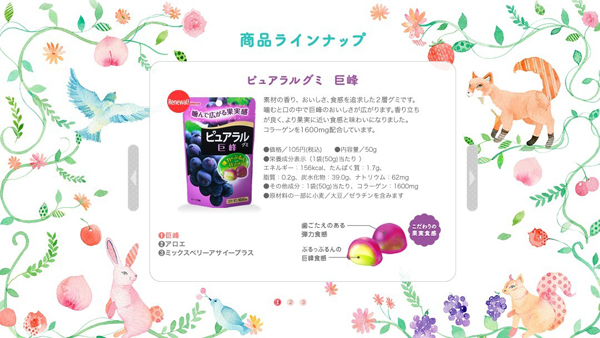 商品ラインナップ
ピュアラルグミ 巨峰
Renewal!
噛んで広がる果実感
ピュアラル
グミ
巨峰
素材の香り、おいしさ、食感を追求した2層グミです。
噛むと口の中で巨峰のおいしさが広がります。香り立ち
が良く、より果実に近い食感と味わいになりました。
コラーゲンを1600mg配合しています。
●価格／105円(税込) ●内容量／50g
●栄養成分表示（1袋(50g)当たり）
エネルギー：156kcal、たんぱく質：1.7g、
脂質：0.2g、炭水化物：39.0g、ナトリウム：62mg
●その他成分：1袋(50g)当たり、コラーゲン：1600mg
●原材料の一部に小麦／大豆／ゼラチンを含みます
❶巨峰
❷アロエ
❸ミックスベリーアサイープラス
歯ごたえのある
弾力食感
ぷるっぷるんの
巨峰食感
こだわりの
果実食感
1 2 3